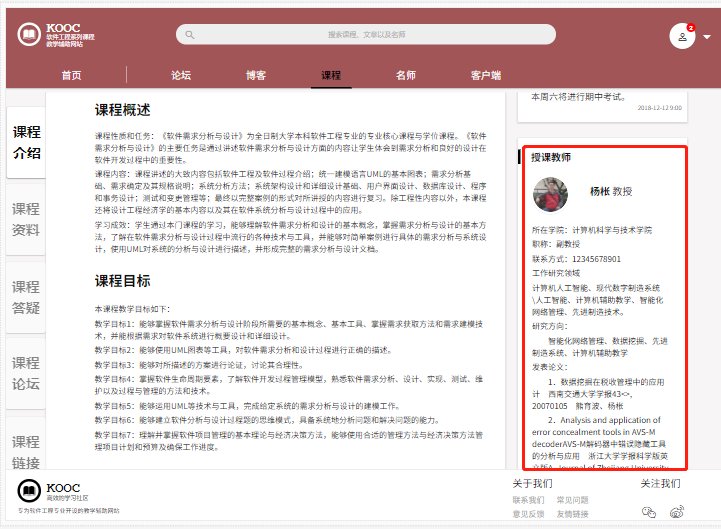 KOOC
软件工程系列课程
教学辅助网站
搜索课程，文章以及名师
2
首页
论坛
博客
课程
名师
客户端
课程
介绍
课程
资料
课程
答疑
课程
论坛
课程
链接
课程概述
课程性质和任务：《软件需求分析与设计》为全日制大学本科软件工程专业的专业核心课程与学位课程。《软件
需求分析与设计》的主要任务是通过讲述软件需求分析与设计方面的内容让学生体会到需求分析和良好的设计在
软件开发过程中的重要性。
课程内容：课程讲述的大致内容包括软件工程及软件过程介绍；统一建模语言UML的基本图表；需求分析基
础、需求确定及其规格说明；系统分析方法；系统架构设计和详细设计基础、用户界面设计、数据库设计、程序
和事务设计；测试和变更管理等；最终以完整案例的形式对所讲授的内容进行复习。除工程性内容以外，本课程
还将设计工程经济学的基本内容以及其在软件系统分析与设计过程中的应用。
学习成效：学生通过本门课程的学习，能够理解软件需求分析和设计的基本概念，掌握需求分析与设计的基本方
法，了解在软件需求分析与设计过程中流行的各种技术与工具，并能够对简单案例进行具体的需求分析与系统设
计，使用UML对系统的分析与设计进行描述，并形成完整的需求分析与设计文档。
课程目标
本课程教学目标如下：
教学目标1：能够掌握软件需求分析与设计阶段所需要的基本概念、基本工具、掌握需求获取方法和需求建模技
术，并能根据需求对软件系统进行概要设计和详细设计。
教学目标2：能够使用UML图表等工具，对软件需求分析和设计过程进行正确的描述。
教学目标3：能够对所描述的方案进行论证，讨论其合理性。
教学目标4：掌握软件生命周期要素，了解软件开发过程管理模型，熟悉软件需求分析、设计、实现、测试、维
护以及过程与管理的方法和技术。
教学目标5：能够运用UML等技术与工具，完成给定系统的需求分析与设计的建模工作。
教学目标6：能够建立软件分析与设计过程题的思维模式，具备系统地分析问题和解决问题的能力。
教学目标7：理解并掌握软件项目管理的基本理论与经济决策方法，能够使用合适的管理方法与经济决策方法管
理项目计划和预算及确保工作进度。
本周六将进行期中考试。
2018-12-12 9:00
授课教师
杨枨 教授
所在学院：计算机科学与技术学院
职称：副教授
联系方式：12345678901
工作研究领域
计算机人工智能、现代数字制造系统
\人工智能、计算机辅助教学、智能化
网络管理、先进制造技术。
研究方向：
智能化网络管理、数据挖掘、先进
制造系统、计算机辅助教学
发表论文：
1．数据挖掘在税收管理中的应用
计 西南交通大学学报43<>,
20070105 熊育波、杨枨
2．Analysis and application of
error concealment tools in AVS-M
decoderAVS-M解码器中错误隐藏工具
的分析与应用 浙江大学学报科学版英
文版A Journal of Zhejiang University
KOOC
高效的学习社区
专为软件工程专业开设的教学辅助网站
关于我们
联系我们 常见问题
意见反馈 友情链接
关注我们